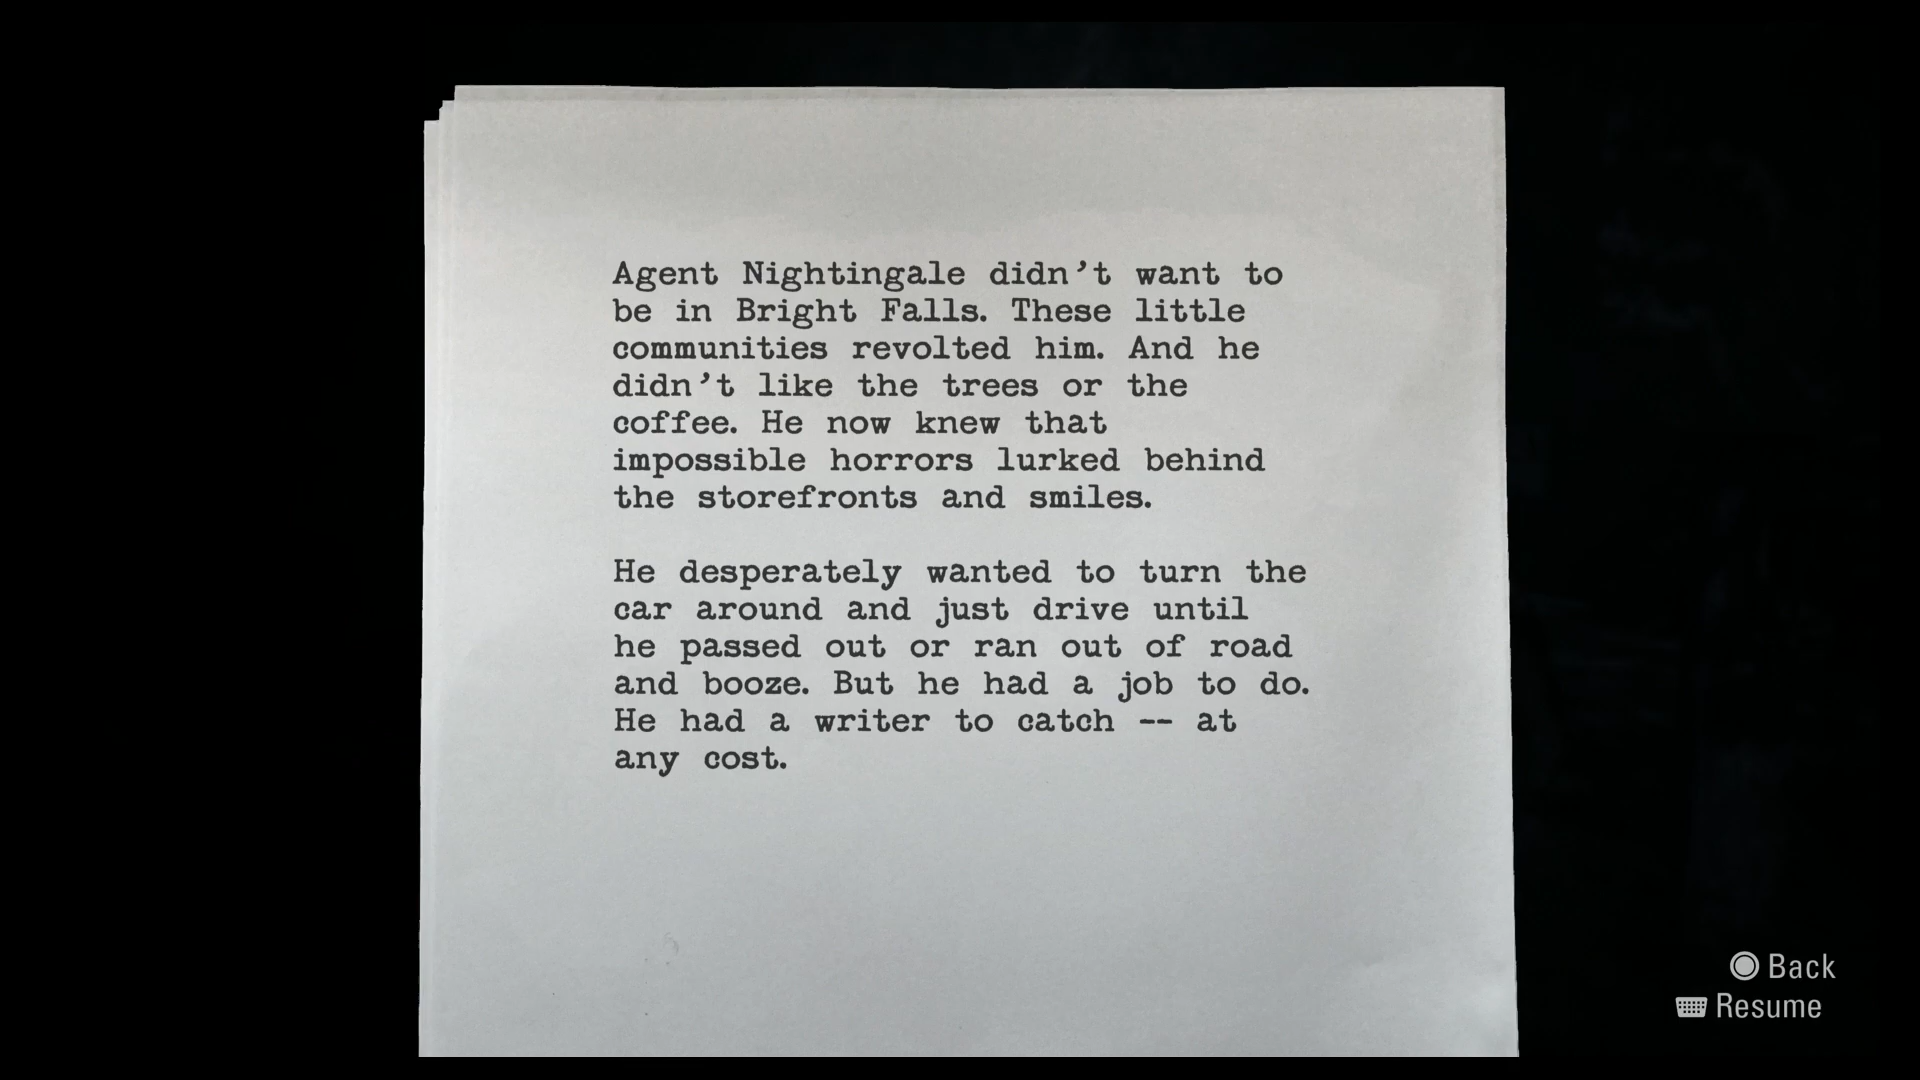 Agent Nightingale didn’t want to
be in Bright Falls. These little
communities revolted him. And he
didn’t like the trees or the
coffee. He now knew that
impossible horrors lurked behind
the storefronts and smiles.
He desperately wanted to turn the
car around and just drive until
he passed out or ran out of road
and booze. But he had a job to do.
He had a writer to catch -- at
any cost.
Back
Resume